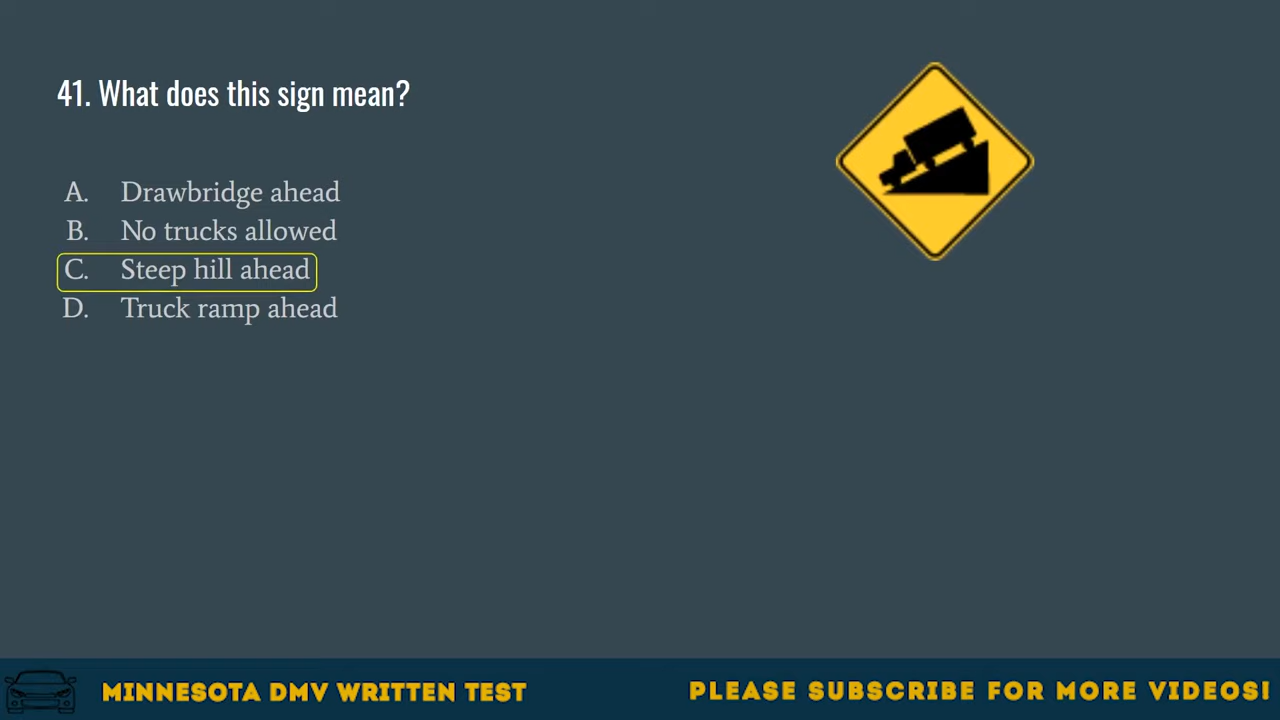 41. What does this sign mean?
A. Drawbridge ahead
B. No trucks allowed
C. Steep hill ahead
D. Truck ramp ahead
MINNESOTA DMV WRITTEN TEST
PLEASE SUBSCRIBE FOR MORE VIDEOS!